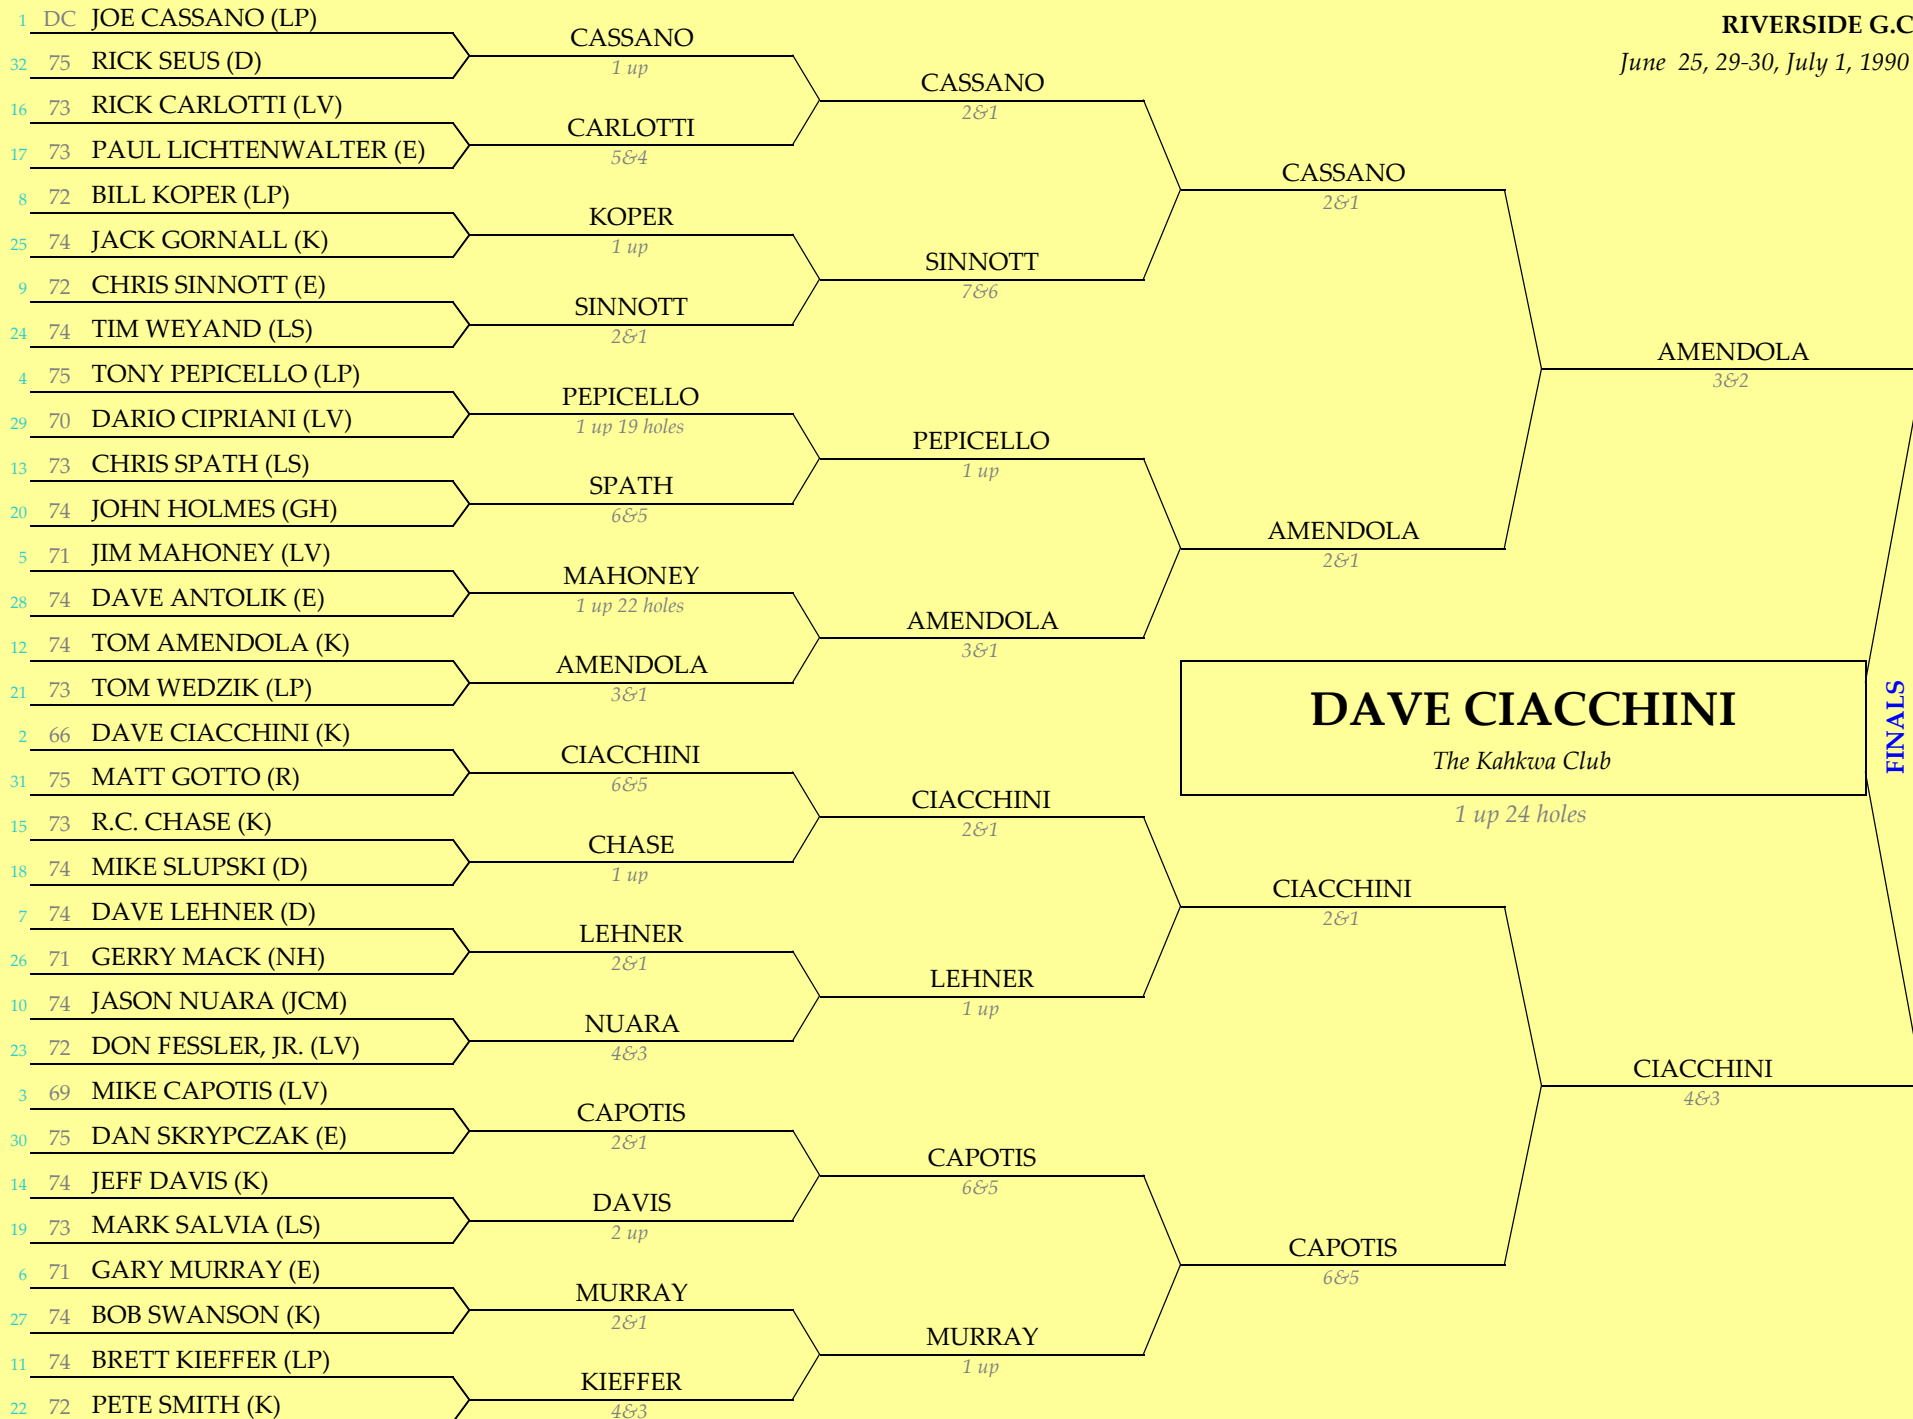 RIVERSIDE G.C
June 25, 29-30, July 1, 1990
1 DC JOE CASSANO (LP)
32 75 RICK SEUS (D)
16 73 RICK CARLOTTI (LV)
17 73 PAUL LICHTENWALTER (E)
8 72 BILL KOPER (LP)
25 74 JACK GORNALL (K)
9 72 CHRIS SINNOTT (E)
24 74 TIM WEYAND (LS)
4 75 TONY PEPICELLO (LP)
29 70 DARIO CIPRIANI (LV)
13 73 CHRIS SPATH (LS)
20 74 JOHN HOLMES (GH)
5 71 JIM MAHONEY (LV)
28 74 DAVE ANTOLIK (E)
12 74 TOM AMENDOLA (K)
21 73 TOM WEDZIK (LP)
2 66 DAVE CIACCHINI (K)
31 75 MATT GOTTO (R)
15 73 R.C. CHASE (K)
18 74 MIKE SLUPSKI (D)
7 74 DAVE LEHNER (D)
26 71 GERRY MACK (NH)
10 74 JASON NUARA (JCM)
23 72 DON FESSLER, JR. (LV)
3 69 MIKE CAPOTIS (LV)
30 75 DAN SKRYPCZAK (E)
14 74 JEFF DAVIS (K)
19 73 MARK SALVIA (LS)
6 71 GARY MURRAY (E)
27 74 BOB SWANSON (K)
11 74 BRETT KIEFFER (LP)
22 72 PETE SMITH (K)
CASSANO
1 up
CARLOTTI
5&4
KOPER
1 up
SINNOTT
2&1
PEPICELLO
1 up 19 holes
SPATH
6&5
MAHONEY
1 up 22 holes
AMENDOLA
3&1
CIACCHINI
6&5
CHASE
1 up
LEHNER
2&1
NUARA
4&3
CAPOTIS
2&1
DAVIS
2 up
MURRAY
2&1
KIEFFER
4&3
CASSANO
2&1
SINNOTT
7&6
PEPICELLO
1 up
AMENDOLA
3&1
CIACCHINI
2&1
LEHNER
1 up
CAPOTIS
6&5
MURRAY
1 up
CASSANO
2&1
AMENDOLA
2&1
CIACCHINI
2&1
CAPOTIS
6&5
AMENDOLA
3&2
CIACCHINI
4&3
DAVE CIACCHINI
The Kahkwa Club
1 up 24 holes
FINALS